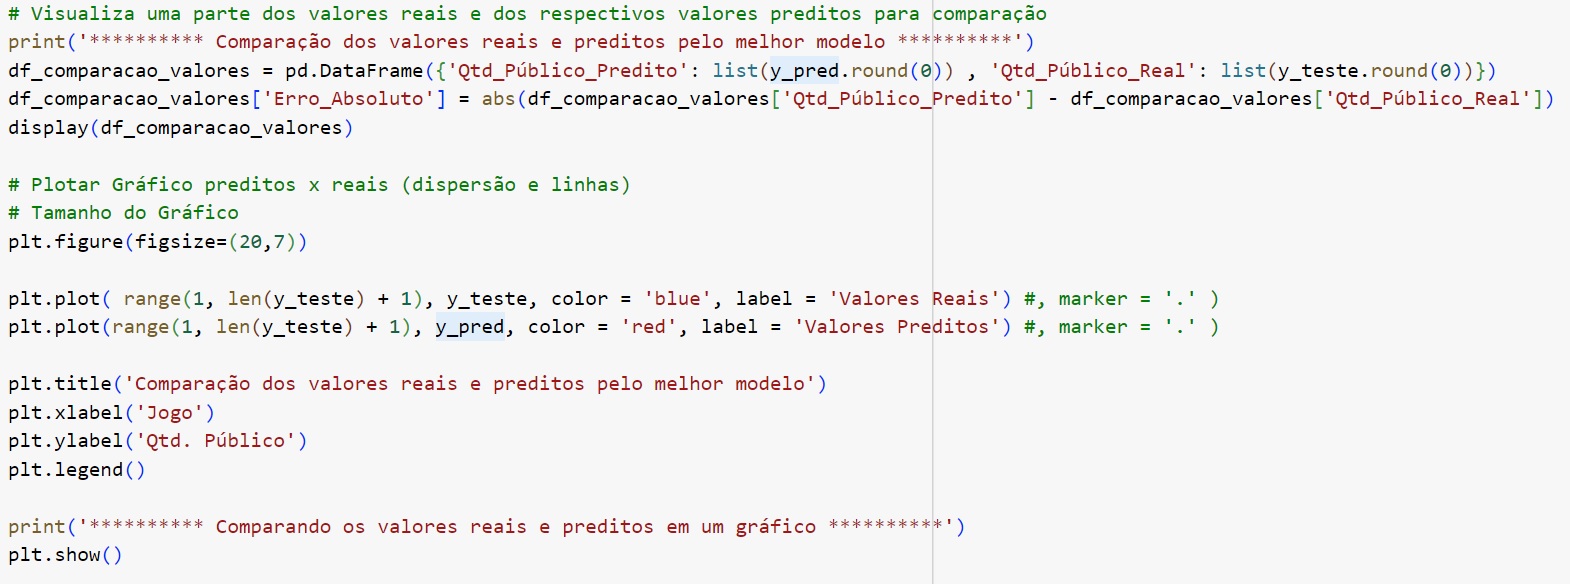 # Visualiza uma parte dos valores reais e dos respectivos valores preditos para comparação
print('********** Comparação dos valores reais e preditos pelo melhor modelo **********')
df_comparacao_valores = pd.DataFrame({'Qtd_Público_Predito': list(y_pred.round(0)) , 'Qtd_Público_Real': list(y_teste.round(0))})
df_comparacao_valores['Erro_Absoluto'] = abs(df_comparacao_valores['Qtd_Público_Predito'] - df_comparacao_valores['Qtd_Público_Real'])
display(df_comparacao_valores)
# Plotar Gráfico preditos x reais (dispersão e linhas)
# Tamanho do Gráfico
plt.figure(figsize=(20,7))
plt.plot( range(1, len(y_teste) + 1), y_teste, color = 'blue', label = 'Valores Reais') #, marker = '.' )
plt.plot(range(1, len(y_teste) + 1), y_pred, color = 'red', label = 'Valores Preditos') #, marker = '.' )
plt.title('Comparação dos valores reais e preditos pelo melhor modelo')
plt.xlabel('Jogo')
plt.ylabel('Qtd. Público')
plt.legend()
print('********** Comparando os valores reais e preditos em um gráfico **********')
plt.show()